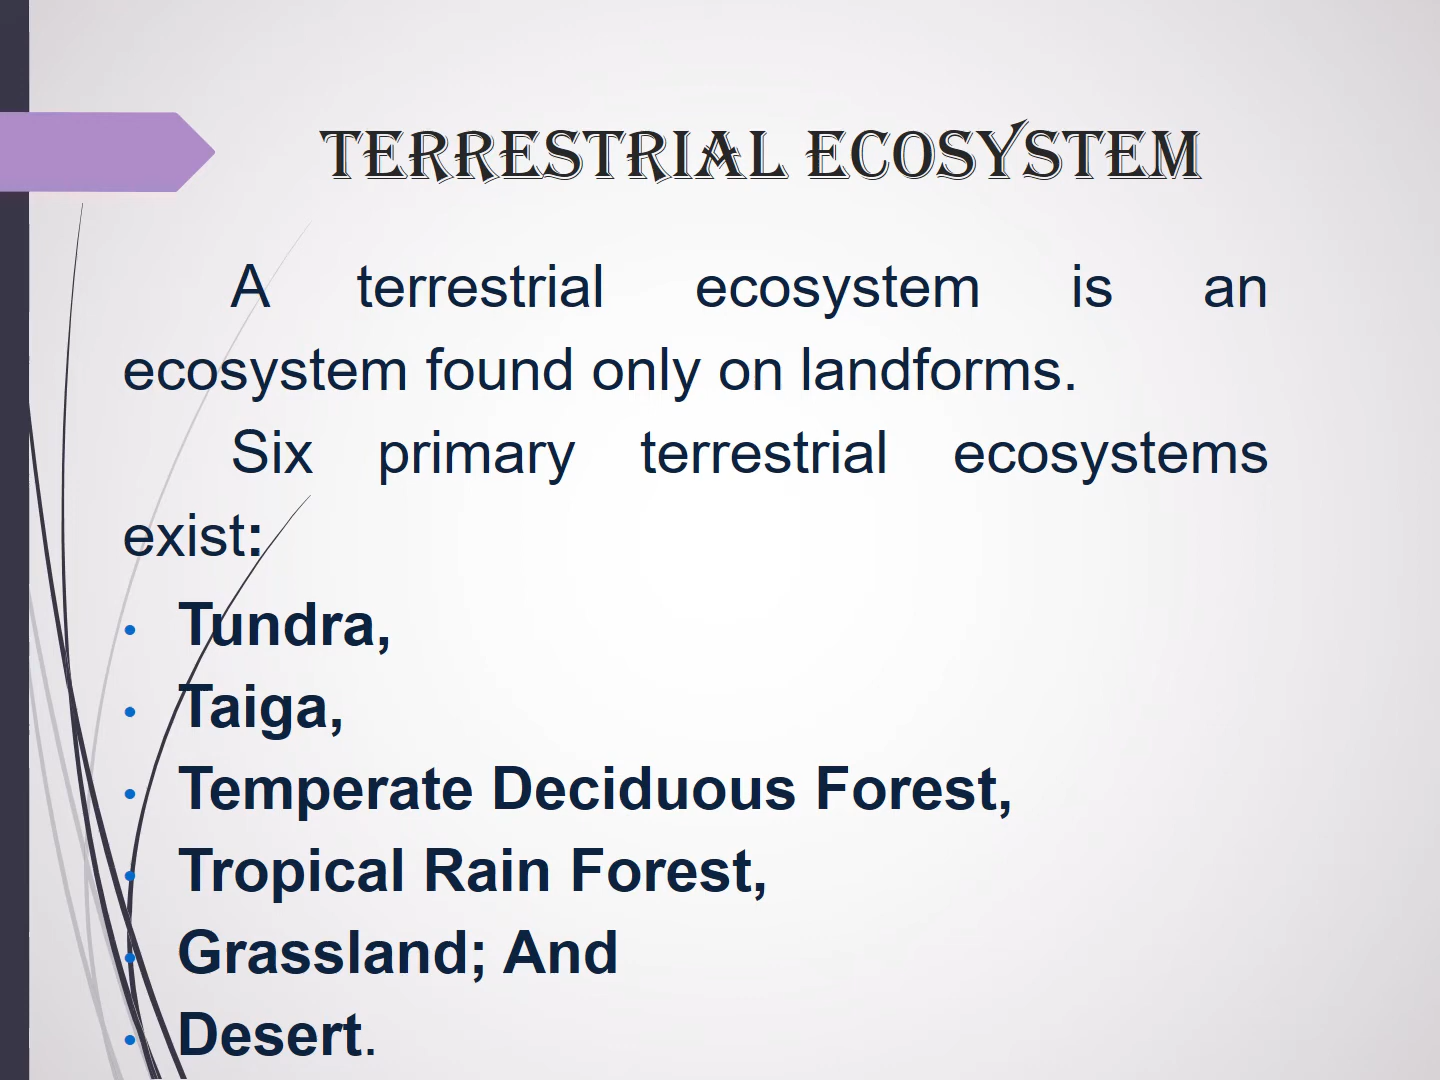 TERRESTRIAL ECOSYSTEM
A terrestrial ecosystem is an
ecosystem found only on landforms.
Six primary terrestrial ecosystems
exist:
• Tundra,
• Taiga,
• Temperate Deciduous Forest,
• Tropical Rain Forest,
• Grassland; And
• Desert.